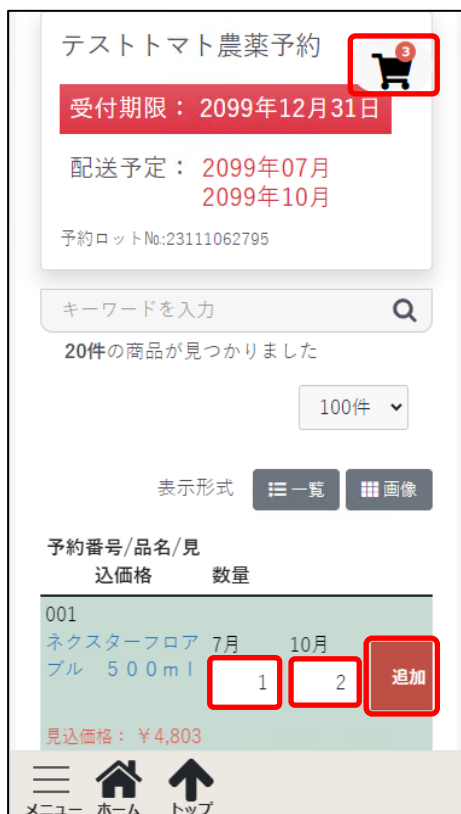 テストトマト農薬予約
3
受付期限： 2099年12月31日
配送予定： 2099年07月
2099年10月
予約ロット№:23111062795
キーワードを入力
20件の商品が見つかりました
100件
表示形式 一覧 画像
予約番号/品名/見
込価格 数量
001
ネクスターフロア 7月 10月
ブル　５００ｍｌ 1 2 追加
見込価格：￥4,803
メニュー ホーム トップ